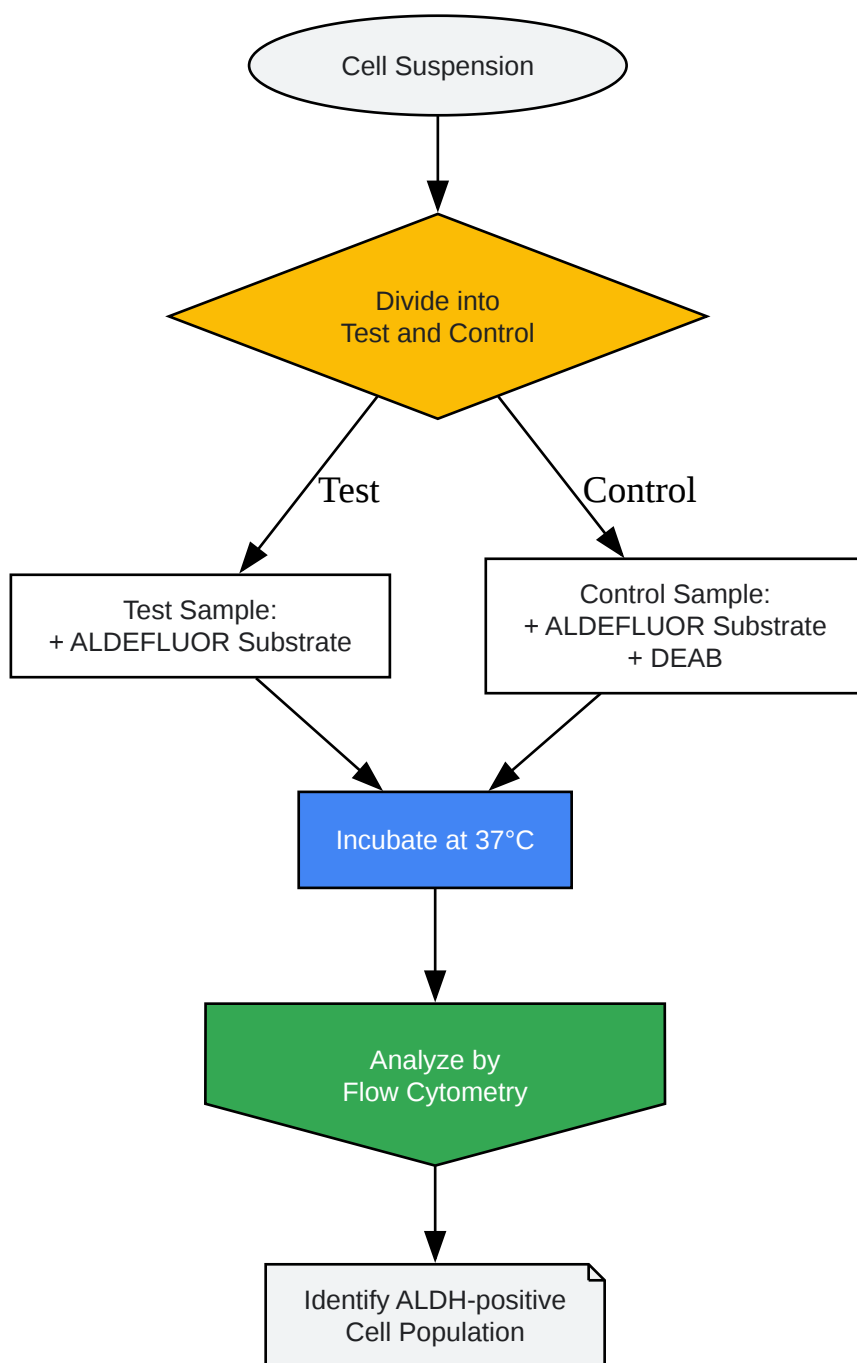 Cell Suspension
Divide into
Test and Control
Test
Control
Test Sample:
+ ALDEFLUOR Substrate
Control Sample:
+ ALDEFLUOR Substrate
+ DEAB
Incubate at 37°C
Analyze by
Flow Cytometry
Identify ALDH-positive
Cell Population